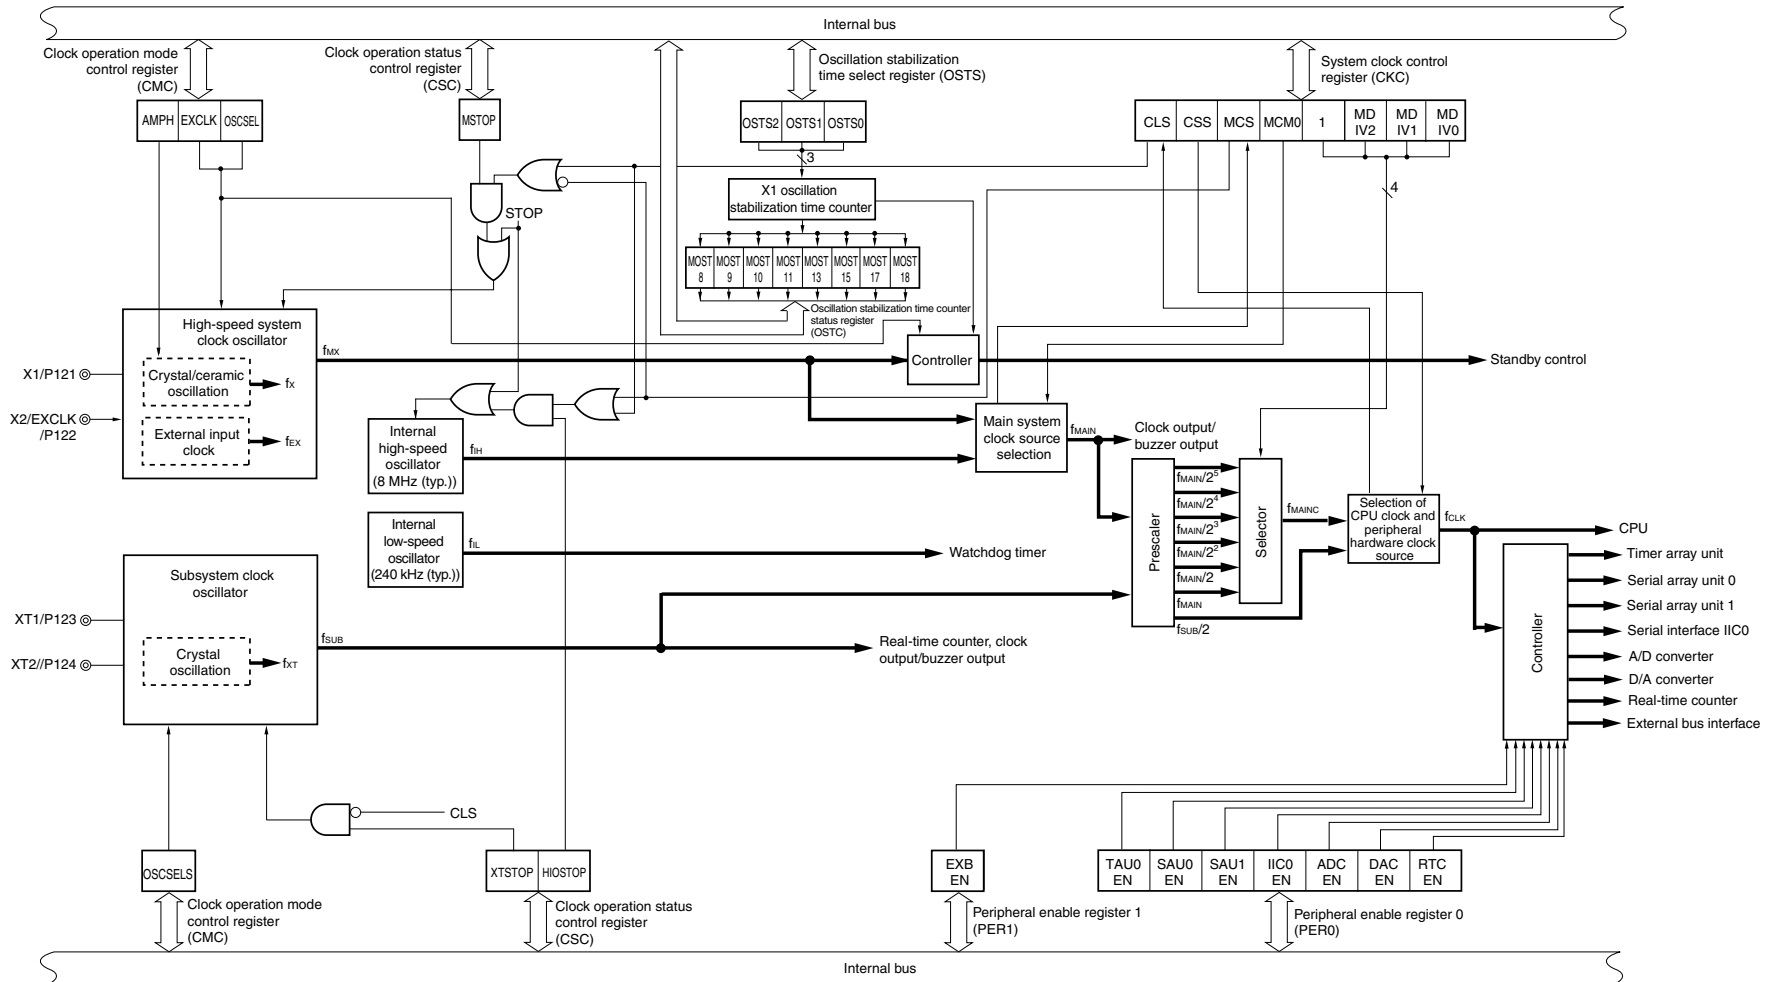 Internal bus
Clock operation mode
control register
(CMC)
Clock operation status
control register
(CSC)
Oscillation stabilization
time select register (OSTS)
System clock control
register (CKC)
AMPH EXCLK OSCSEL
MSTOP
OSTS2 OSTS1 OSTS0
CLS CSS MCS MCM0 1 MD
IV2 MD
IV1 MD
IV0
3
4
X1 oscillation
stabilization time counter
STOP
MOST
8 MOST
9 MOST
10 MOST
11 MOST
13 MOST
15 MOST
17 MOST
18
Oscillation stabilization time counter
status register
(OSTC)
High-speed system
clock oscillator
fMX
Controller
Standby control
X1/P121
Crystal/ceramic
oscillation
fX
X2/EXCLK
/P122
External input
clock
fEX
Internal
high-speed
oscillator
(8 MHz (typ.))
fIH
Main system
clock source
selection
fMAIN
Clock output/
buzzer output
Prescaler
fMAIN/2^5
fMAIN/2^4
fMAIN/2^3
fMAIN/2^2
fMAIN/2
fMAIN
fSUB/2
Selector
fMAINC
Selection of
CPU clock and
peripheral
hardware clock
source
fCLK
CPU
Internal
low-speed
oscillator
(240 kHz (typ.))
fIL
Watchdog timer
Controller
Timer array unit
Serial array unit 0
Serial array unit 1
Serial interface IIC0
A/D converter
D/A converter
Real-time counter
External bus interface
Subsystem clock
oscillator
XT1/P123
XT2//P124
Crystal
oscillation
fXT
fSUB
Real-time counter, clock
output/buzzer output
CLS
OSCSELS
XTSTOP HIOSTOP
EXB
EN
TAU0
EN SAU0
EN SAU1
EN IIC0
EN ADC
EN DAC
EN RTC
EN
Clock operation mode
control register
(CMC)
Clock operation status
control register
(CSC)
Peripheral enable register 1
(PER1)
Peripheral enable register 0
(PER0)
Internal bus